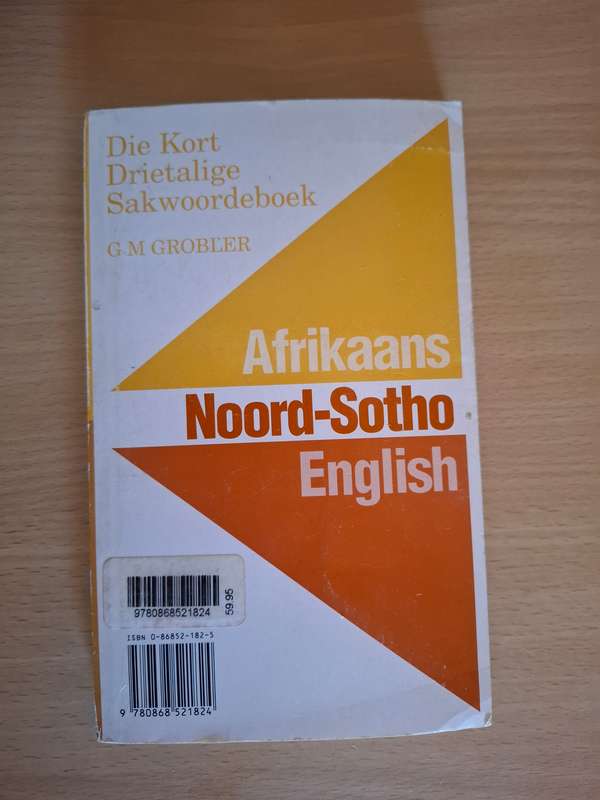 Die Kort
Drietalige
Sakwoordeboek
G M GROBLER
Afrikaans
Noord-Sotho
English
9780868521824
59.95
ISBN 0-86852-182-5
9 780868 521824